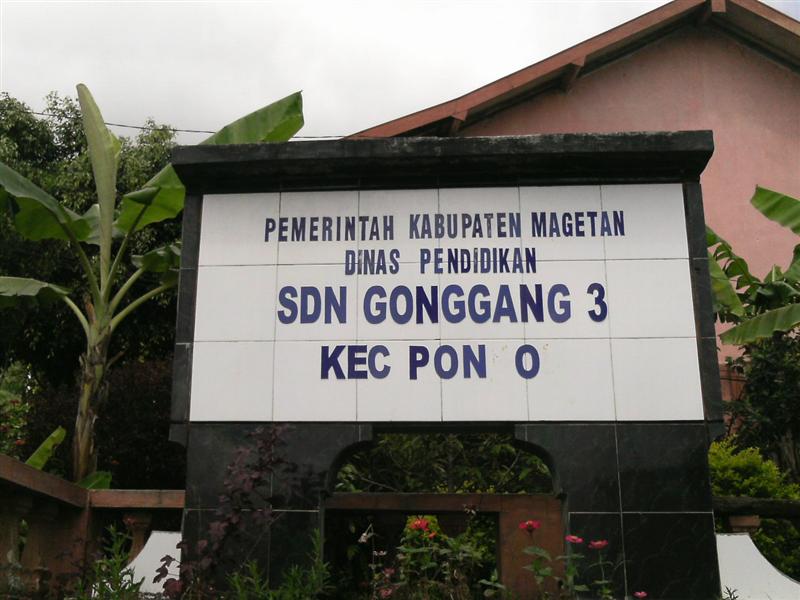 PEMERINTAH KABUPATEN MAGETAN
DINAS PENDIDIKAN
SDN GONGGANG 3
KEC PON O